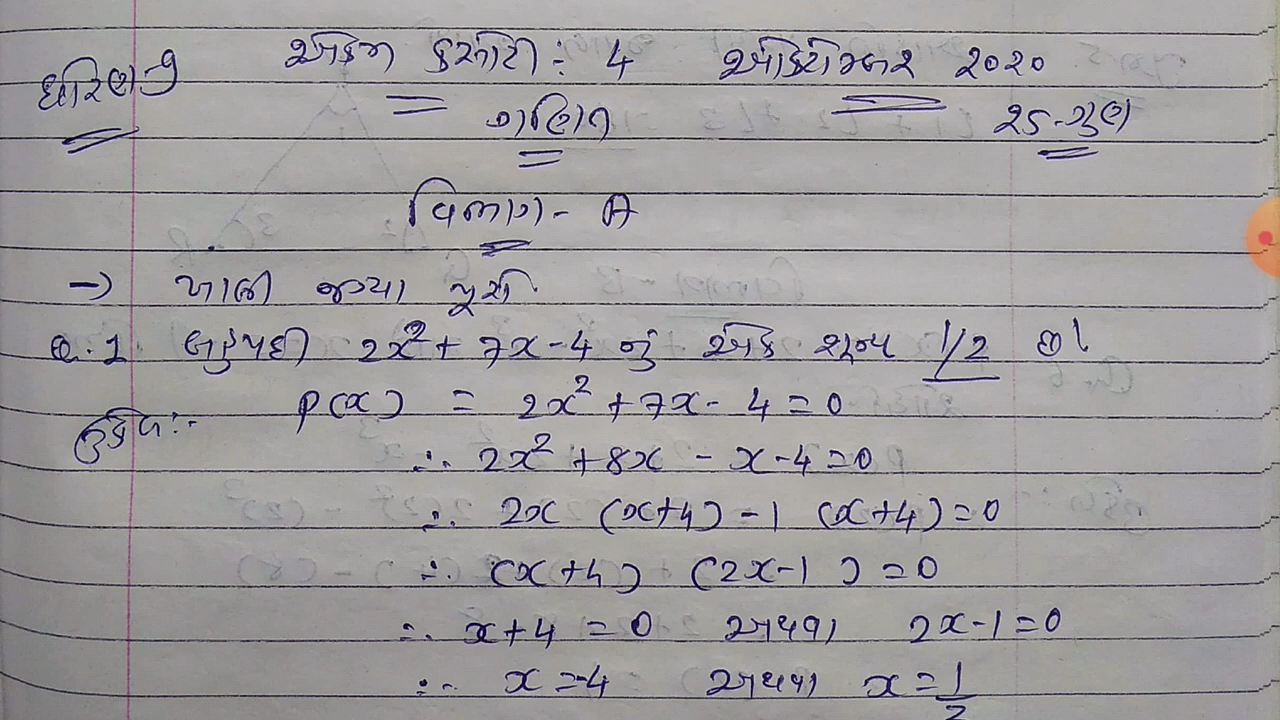 એકમ કસોટી : 4 ઓક્ટોમ્બર ૨૦૨૦
ધોરણ-9
ગણિત ૨૫-ગુણ
વિભાગ - A
→ ખાલી જગ્યા પૂરો.
Q.1. બહુપદી 2x² + 7x - 4 નું એક શૂન્ય 1/2 છે।
ઉકેલ:- p(x) = 2x² + 7x - 4 = 0
∴ 2x² + 8x - x - 4 = 0
∴ 2x (x+4) - 1 (x+4) = 0
∴ (x+4) (2x-1) = 0
∴ x+4 = 0 અથવા 2x-1 = 0
∴ x = -4 અથવા x = 1/2